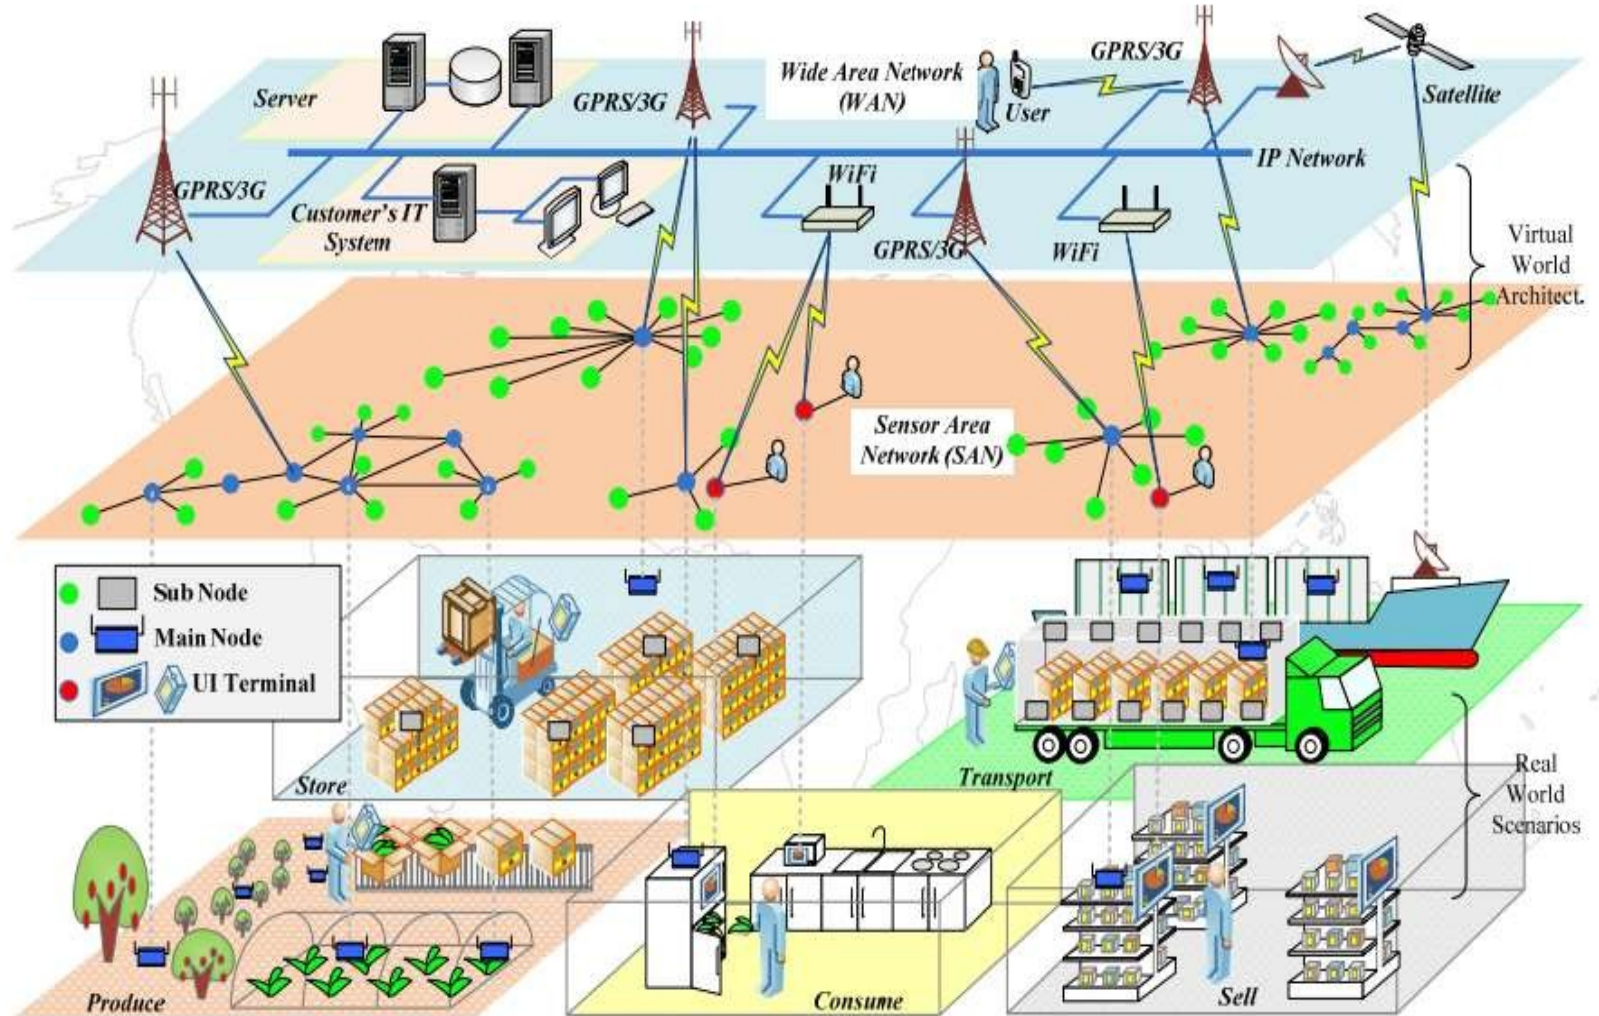 Server
GPRS/3G
Wide Area Network
(WAN)
User
GPRS/3G
Satellite
IP Network
GPRS/3G
Customer's IT
System
WiFi
GPRS/3G
WiFi
Virtual
World
Architect.
Sensor Area
Network (SAN)
Sub Node
Main Node
UI Terminal
Store
Transport
Real
World
Scenarios
Produce
Consume
Sell